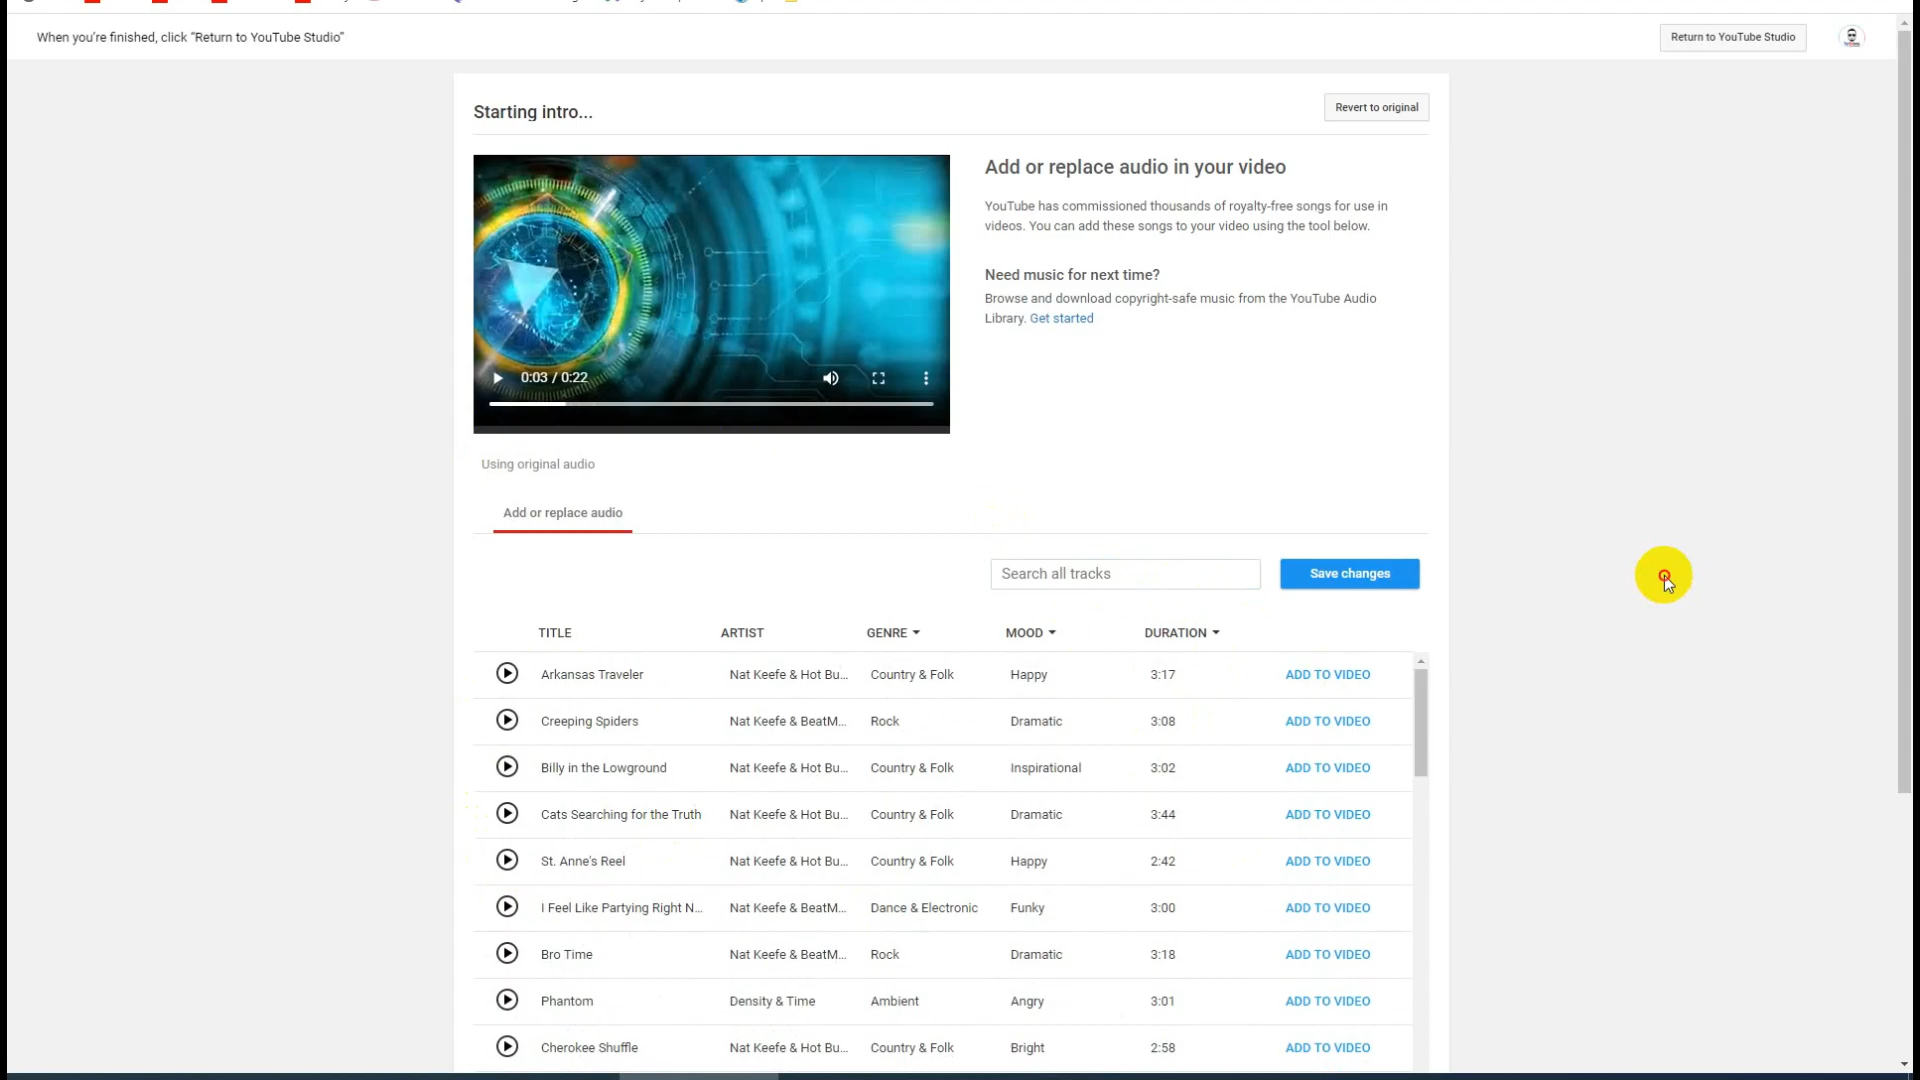 When you're finished, click "Return to YouTube Studio"
Return to YouTube Studio
Starting intro...
Revert to original
Add or replace audio in your video
YouTube has commissioned thousands of royalty-free songs for use in
videos. You can add these songs to your video using the tool below.
Need music for next time?
Browse and download copyright-safe music from the YouTube Audio
Library. Get started
0:03 / 0:22
Using original audio
Add or replace audio
Search all tracks
Save changes
TITLE ARTIST GENRE MOOD DURATION
Arkansas Traveler Nat Keefe & Hot Bu... Country & Folk Happy 3:17 ADD TO VIDEO
Creeping Spiders Nat Keefe & BeatM... Rock Dramatic 3:08 ADD TO VIDEO
Billy in the Lowground Nat Keefe & Hot Bu... Country & Folk Inspirational 3:02 ADD TO VIDEO
Cats Searching for the Truth Nat Keefe & Hot Bu... Country & Folk Dramatic 3:44 ADD TO VIDEO
St. Anne's Reel Nat Keefe & Hot Bu... Country & Folk Happy 2:42 ADD TO VIDEO
I Feel Like Partying Right N... Nat Keefe & BeatM... Dance & Electronic Funky 3:00 ADD TO VIDEO
Bro Time Nat Keefe & BeatM... Rock Dramatic 3:18 ADD TO VIDEO
Phantom Density & Time Ambient Angry 3:01 ADD TO VIDEO
Cherokee Shuffle Nat Keefe & Hot Bu... Country & Folk Bright 2:58 ADD TO VIDEO